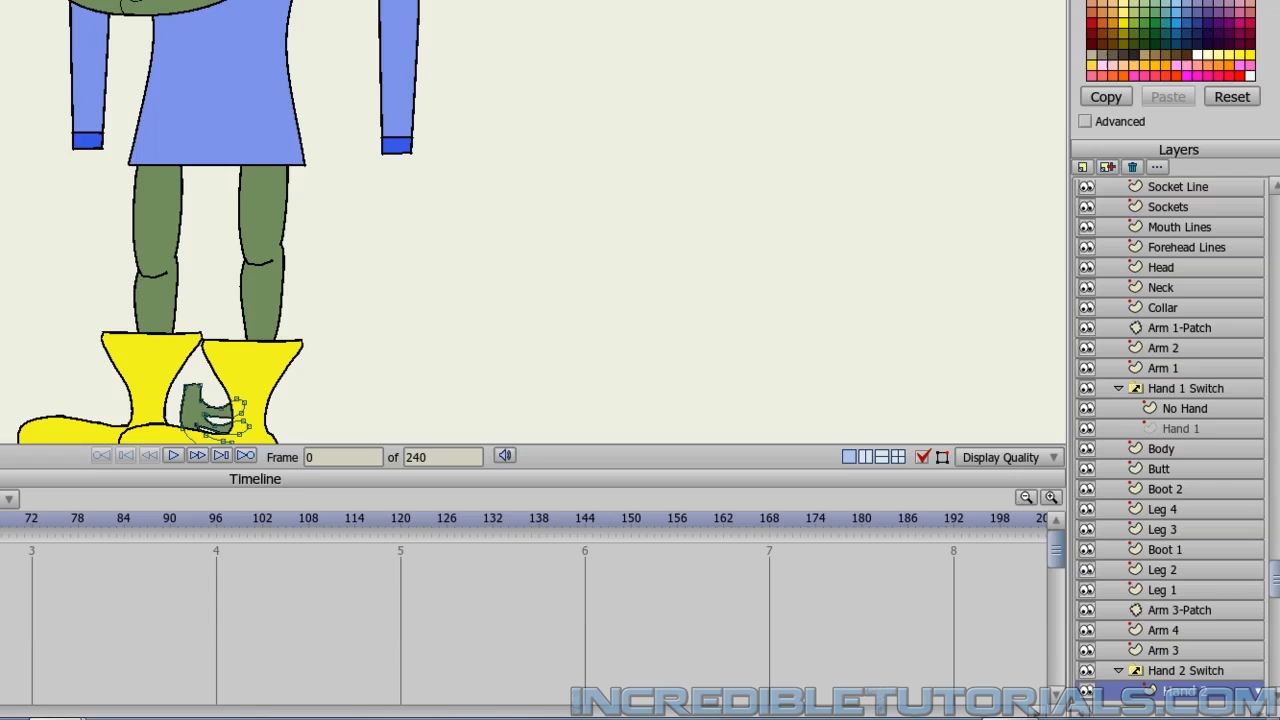 Copy
Paste
Reset
Advanced
Layers
Socket Line
Sockets
Mouth Lines
Forehead Lines
Head
Neck
Collar
Arm 1-Patch
Arm 2
Arm 1
Hand 1 Switch
No Hand
Hand 1
Body
Butt
Boot 2
Leg 4
Leg 3
Boot 1
Leg 2
Leg 1
Arm 3-Patch
Arm 4
Arm 3
Hand 2 Switch
Hand 2
Frame 0 of 240
Display Quality
Timeline
72 78 84 90 96 102 108 114 120 126 132 138 144 150 156 162 168 174 180 186 192 198
3 4 5 6 7 8
INCREDIBLETUTORIALS.COM